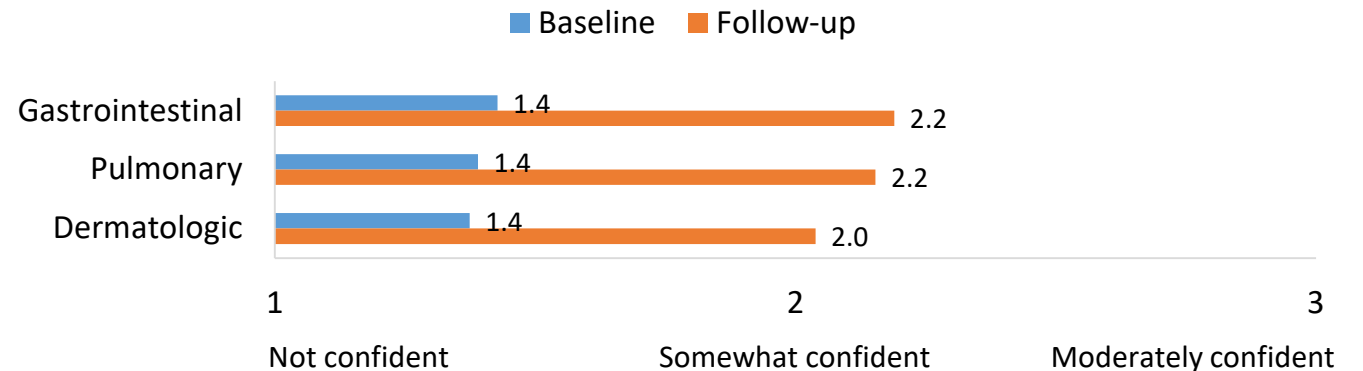 Baseline Follow-up
Gastrointestinal 1.4
2.2
Pulmonary 1.4
2.2
Dermatologic 1.4
2.0
1 2 3
Not confident Somewhat confident Moderately confident